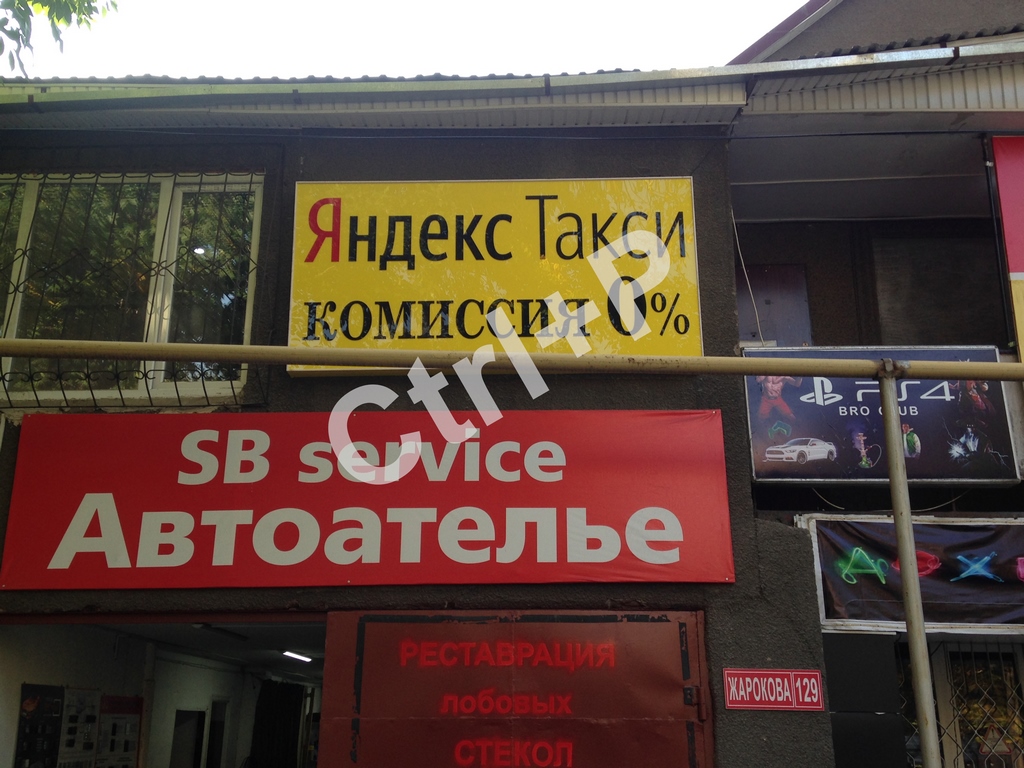 Яндекс Такси
комиссия 0%
Ctrl+P
PS4
BRO CLUB
SB service
Автоателье
РЕСТАВРАЦИЯ
лобовых
СТЕКОЛ
ЖАРОКОВА 129